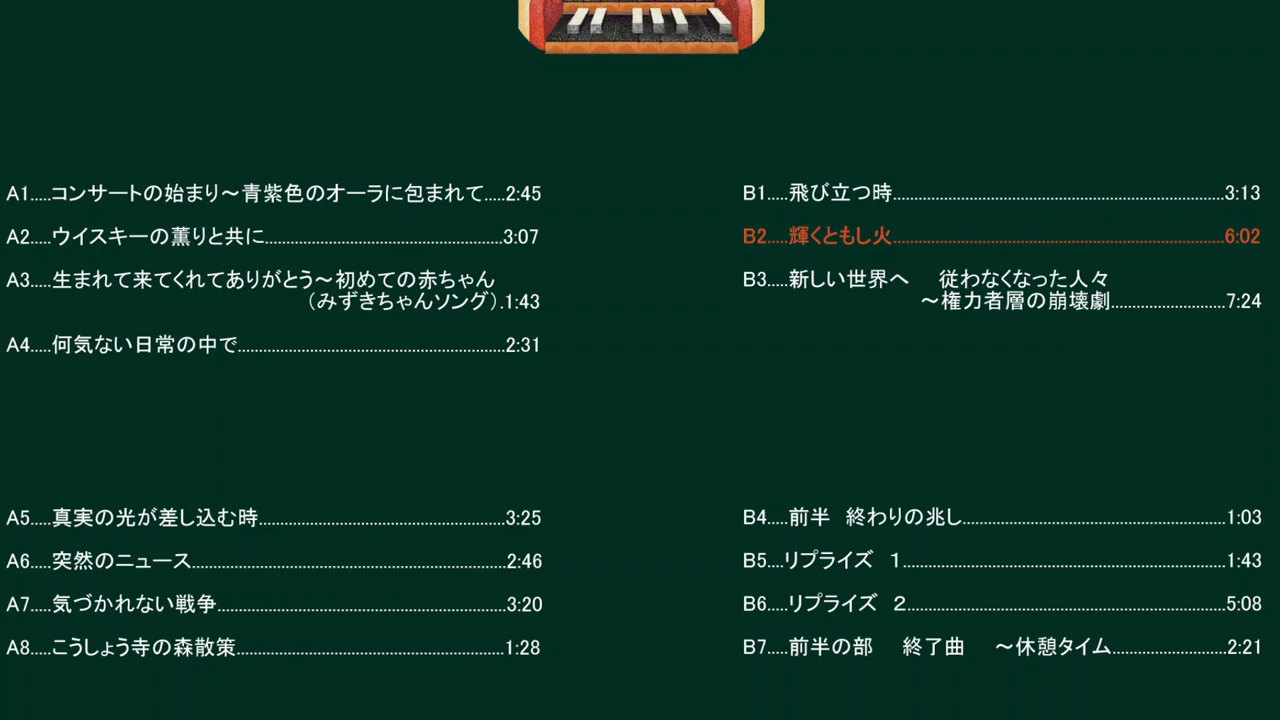 A1.....コンサートの始まり～青紫色のオーラに包まれて.....2:45
A2.....ウイスキーの薫りと共に..................................................3:07
A3.....生まれて来てくれてありがとう～初めての赤ちゃん
（みずきちゃんソング）.1:43
A4.....何気ない日常の中で........................................................2:31
A5.....真実の光が差し込む時....................................................3:25
A6.....突然のニュース..................................................................2:46
A7.....気づかれない戦争............................................................3:20
A8.....こうしょう寺の森散策........................................................1:28
B1.....飛び立つ時......................................................................3:13
B2.....輝くともし火......................................................................6:02
B3.....新しい世界へ　従わなくなった人々
～権力者層の崩壊劇........................7:24
B4.....前半　終わりの兆し........................................................1:03
B5....リプライズ　１....................................................................1:43
B6.....リプライズ　２...................................................................5:08
B7.....前半の部　終了曲　～休憩タイム........................2:21